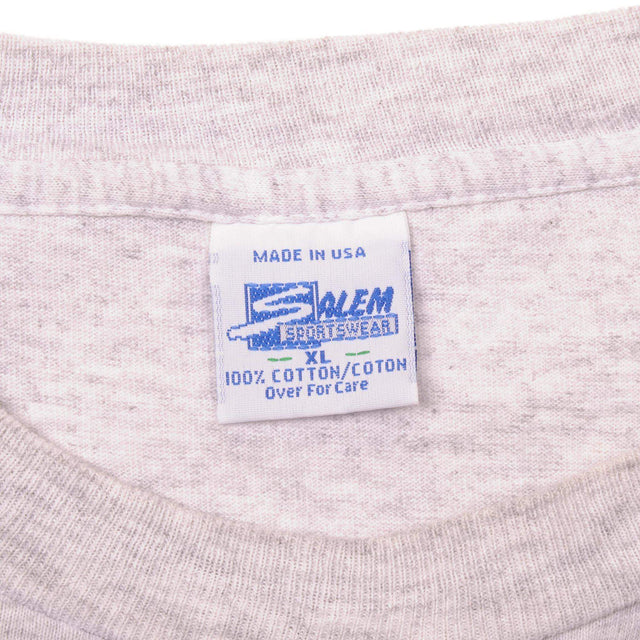 MADE IN USA
SALEM
SPORTSWEAR
XL
100% COTTON/COTON
Over For Care